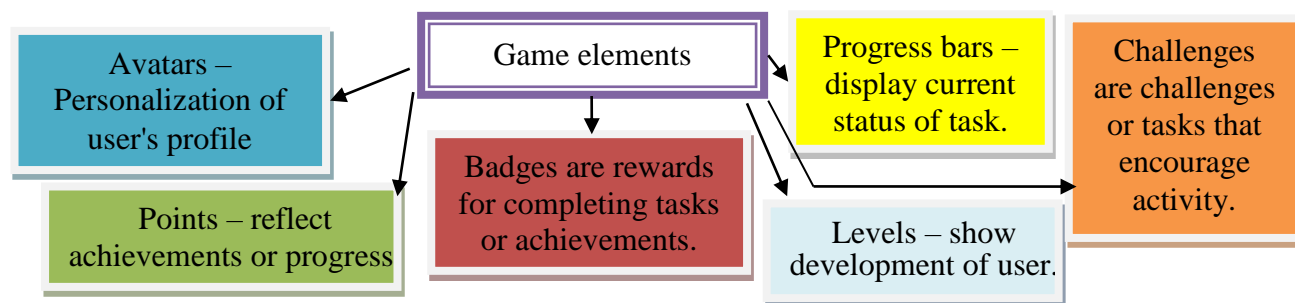 Game elements
Avatars –
Personalization of
user's profile
Points – reflect
achievements or progress
Badges are rewards
for completing tasks
or achievements.
Progress bars –
display current
status of task.
Levels – show
development of user.
Challenges
are challenges
or tasks that
encourage
activity.